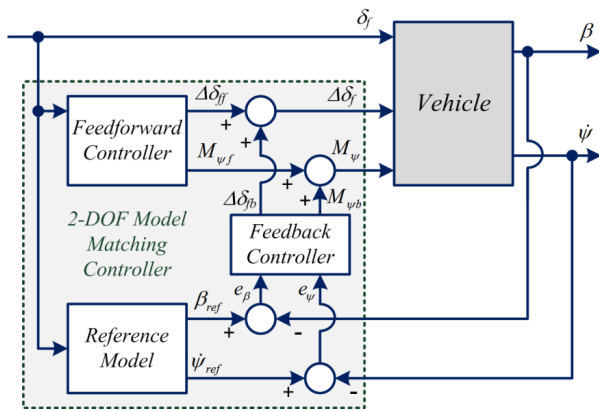 δf
β
Δδff
Δδf
Vehicle
Feedforward
Controller
+
+
Mψf
Mψ
ψ̇
+
+
Δδfb
Mψb
2-DOF Model
Matching
Controller
Feedback
Controller
eβ
eψ
βref
+
-
Reference
Model
ψ̇ref
+
-